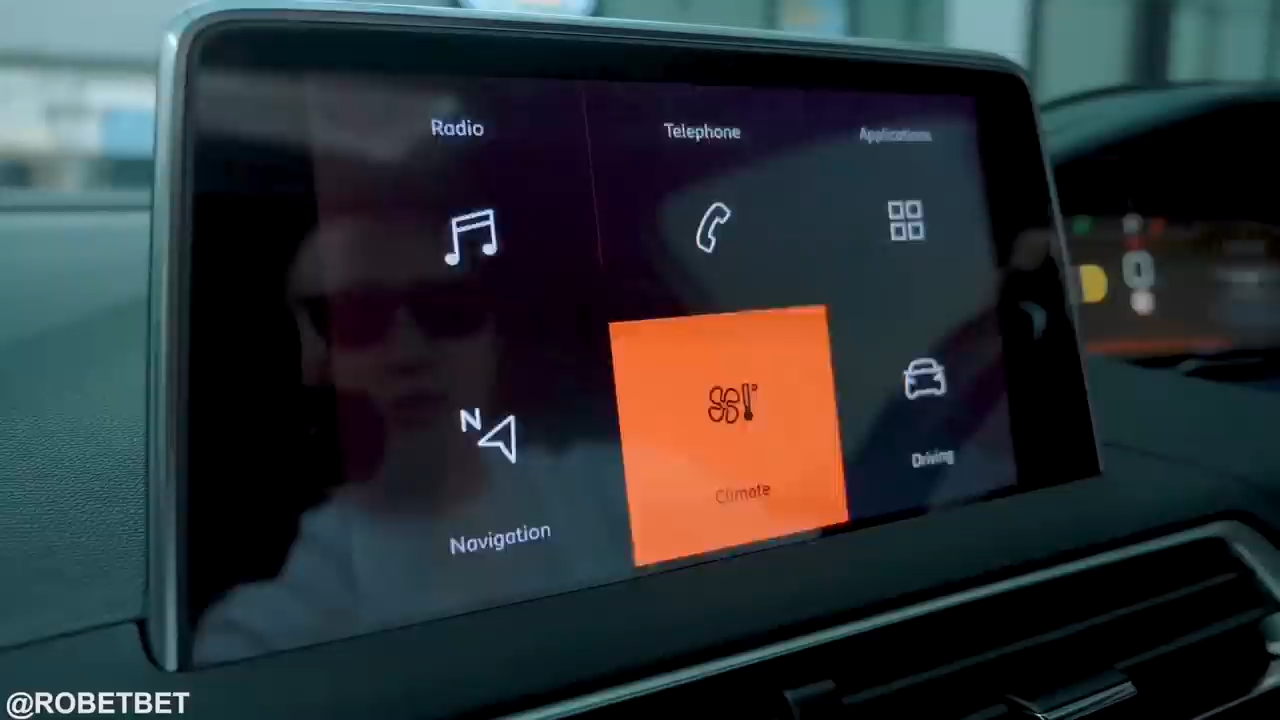 Radio
Telephone
Applications
N
Navigation
Climate
Driving
@ROBETBET